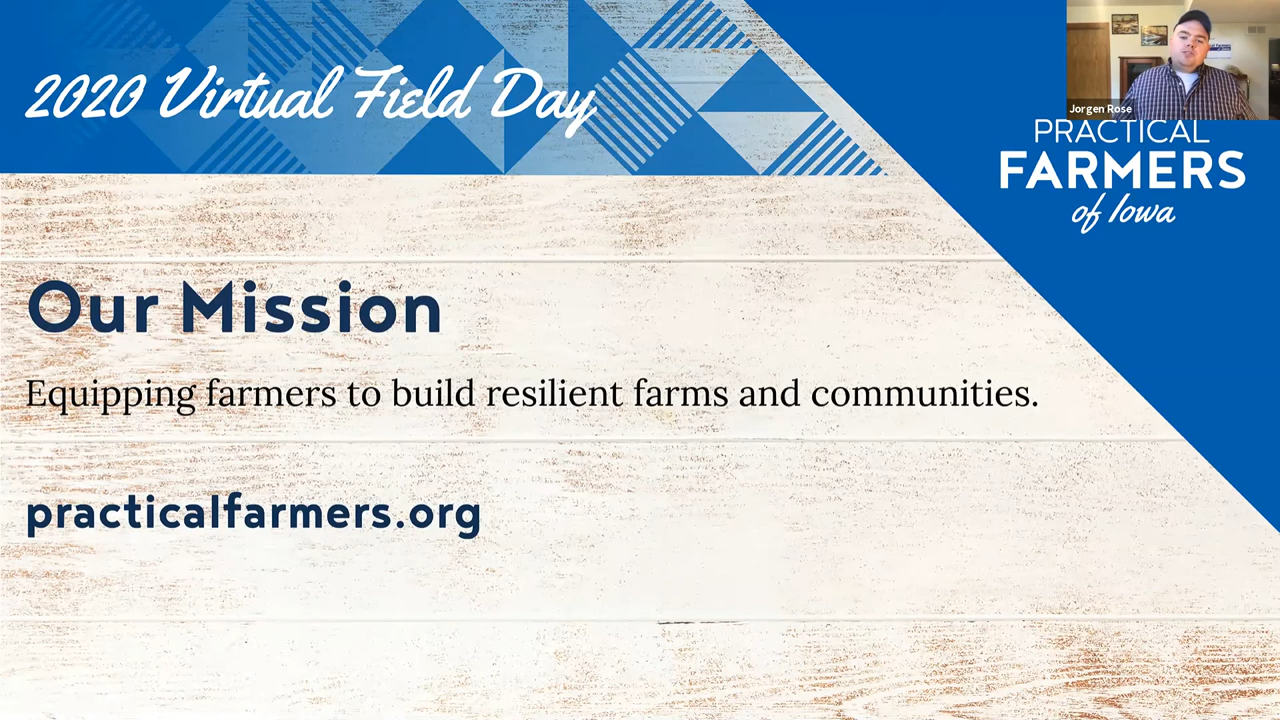 2020 Virtual Field Day
Jorgen Rose
PRACTICAL
FARMERS
of Iowa
Our Mission
Equipping farmers to build resilient farms and communities.
practicalfarmers.org